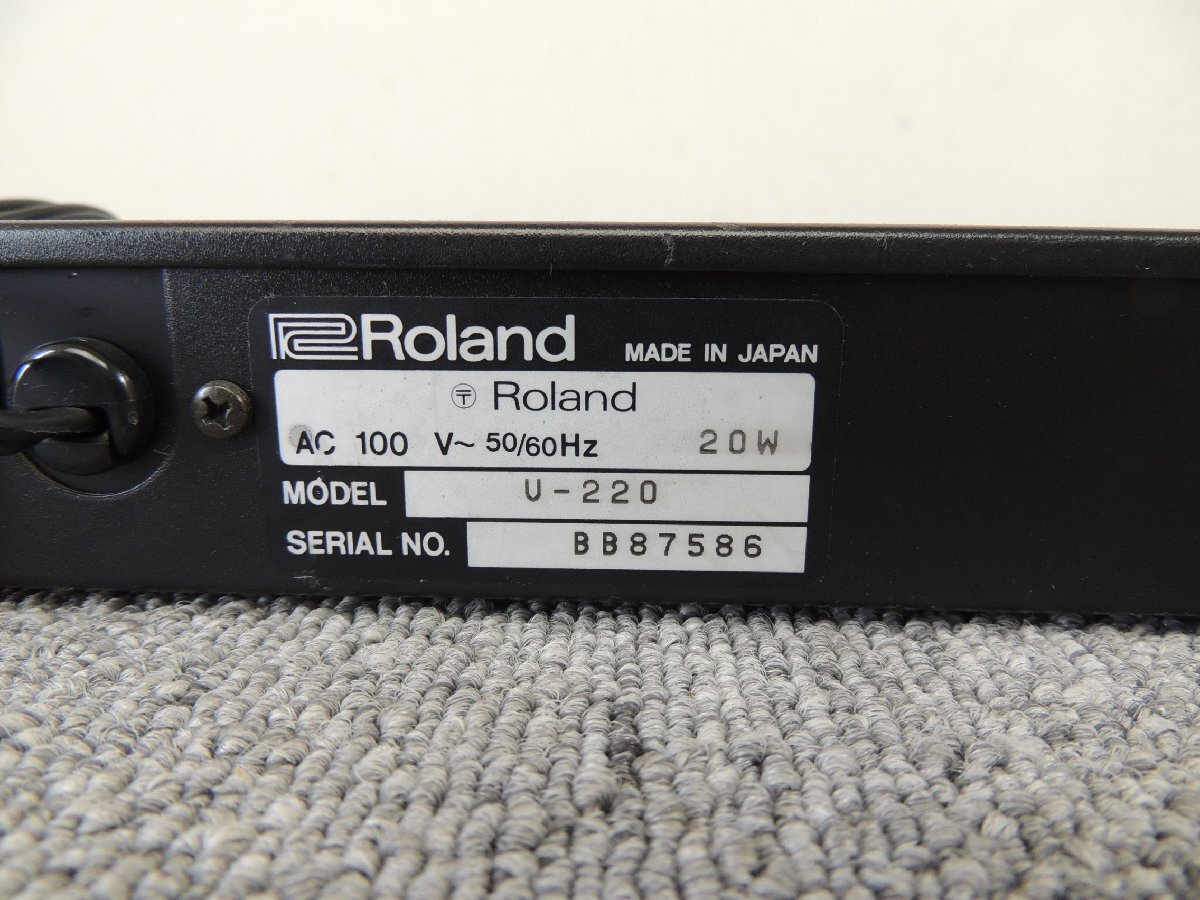 Roland MADE IN JAPAN
〒 Roland
AC 100 V~ 50/60Hz 20W
MODEL U-220
SERIAL NO. BB87586